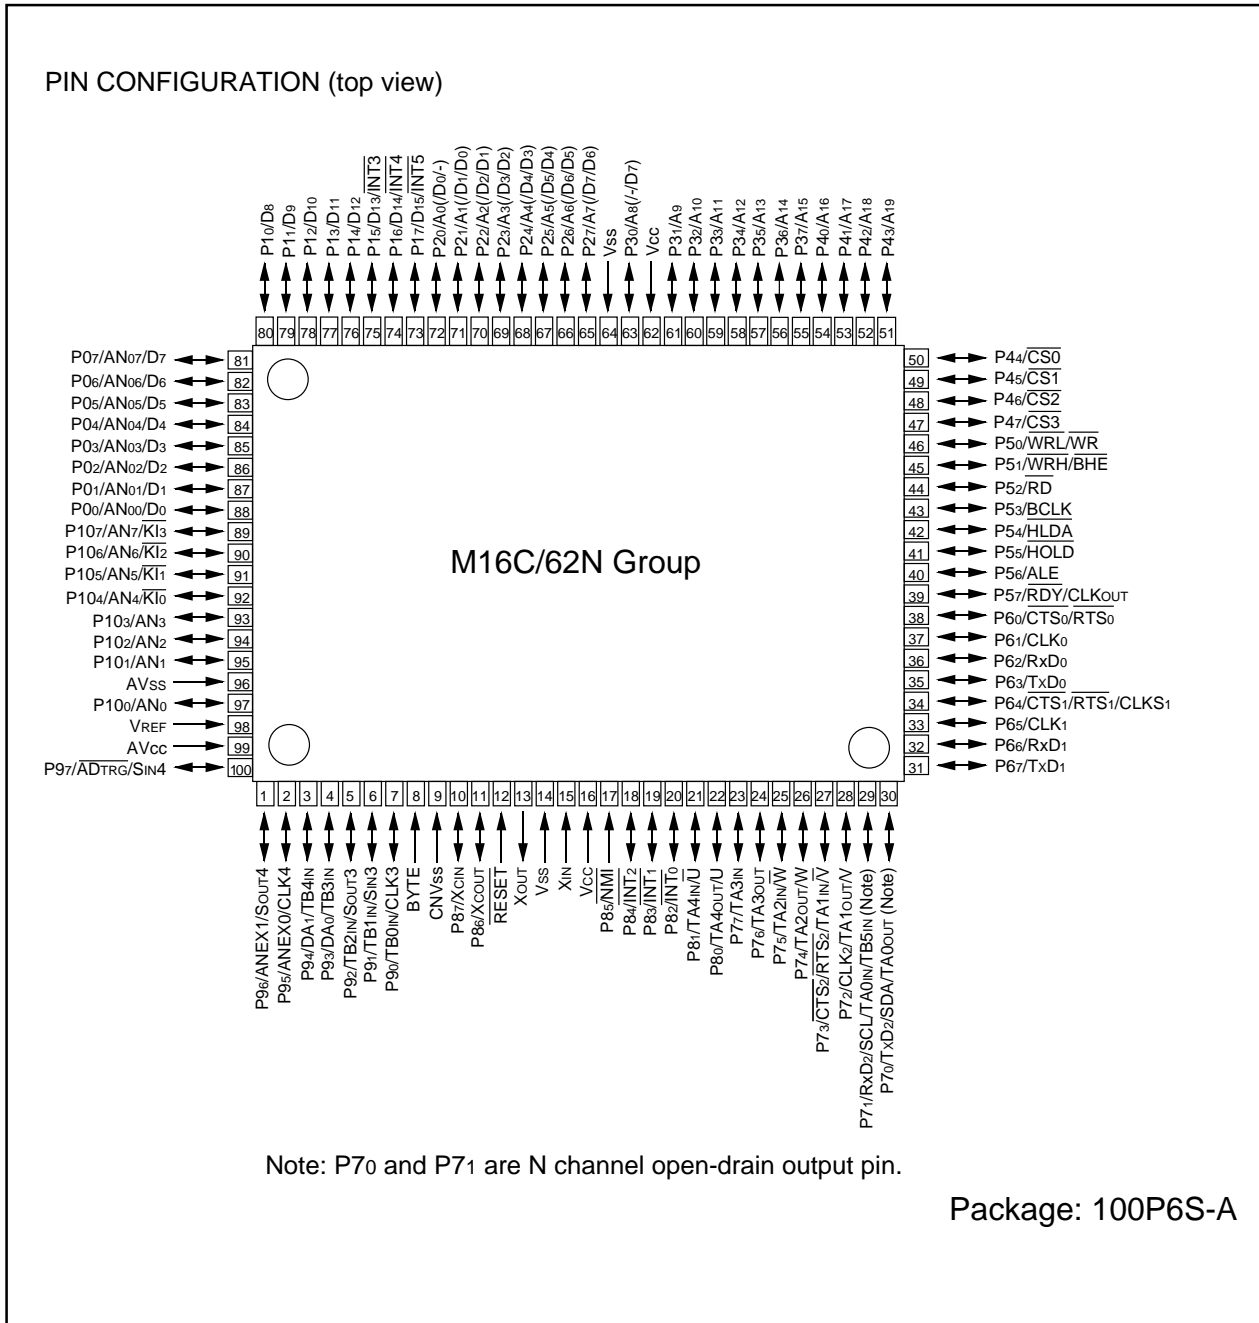 PIN CONFIGURATION (top view)
P10/D8
P11/D9
P12/D10
P13/D11
P14/D12
P15/D13/INT3
P16/D14/INT4
P17/D15/INT5
P20/A0(/D0/-)
P21/A1(/D1/D0)
P22/A2(/D2/D1)
P23/A3(/D3/D2)
P24/A4(/D4/D3)
P25/A5(/D5/D4)
P26/A6(/D6/D5)
P27/A7(/D7/D6)
Vss
P30/A8(/-/D7)
Vcc
P31/A9
P32/A10
P33/A11
P34/A12
P35/A13
P36/A14
P37/A15
P40/A16
P41/A17
P42/A18
P43/A19
80 79 78 77 76 75 74 73 72 71 70 69 68 67 66 65 64 63 62 61 60 59 58 57 56 55 54 53 52 51
P07/AN07/D7 81
P06/AN06/D6 82
P05/AN05/D5 83
P04/AN04/D4 84
P03/AN03/D3 85
P02/AN02/D2 86
P01/AN01/D1 87
P00/AN00/D0 88
P107/AN7/KI3 89
P106/AN6/KI2 90
P105/AN5/KI1 91
P104/AN4/KI0 92
P103/AN3 93
P102/AN2 94
P101/AN1 95
AVss 96
P100/AN0 97
VREF 98
AVcc 99
P97/ADTRG/SIN4 100
M16C/62N Group
50 P44/CS0
49 P45/CS1
48 P46/CS2
47 P47/CS3
46 P50/WRL/WR
45 P51/WRH/BHE
44 P52/RD
43 P53/BCLK
42 P54/HLDA
41 P55/HOLD
40 P56/ALE
39 P57/RDY/CLKOUT
38 P60/CTS0/RTS0
37 P61/CLK0
36 P62/RxD0
35 P63/TxD0
34 P64/CTS1/RTS1/CLKS1
33 P65/CLK1
32 P66/RxD1
31 P67/TxD1
1 2 3 4 5 6 7 8 9 10 11 12 13 14 15 16 17 18 19 20 21 22 23 24 25 26 27 28 29 30
P96/ANEX1/SOUT4
P95/ANEX0/CLK4
P94/DA1/TB4IN
P93/DA0/TB3IN
P92/TB2IN/SOUT3
P91/TB1IN/SIN3
P90/TB0IN/CLK3
BYTE
CNVss
P87/XCIN
P86/XCOUT
RESET
XOUT
Vss
XIN
Vcc
P85/NMI
P84/INT2
P83/INT1
P82/INT0
P81/TA4IN/U
P80/TA4OUT/U
P77/TA3IN
P76/TA3OUT
P75/TA2IN/W
P74/TA2OUT/W
P73/CTS2/RTS2/TA1IN/V
P72/CLK2/TA1OUT/V
P71/RxD2/SCL/TA0IN/TB5IN (Note)
P70/TxD2/SDA/TA0OUT (Note)
Note: P70 and P71 are N channel open-drain output pin.
Package: 100P6S-A